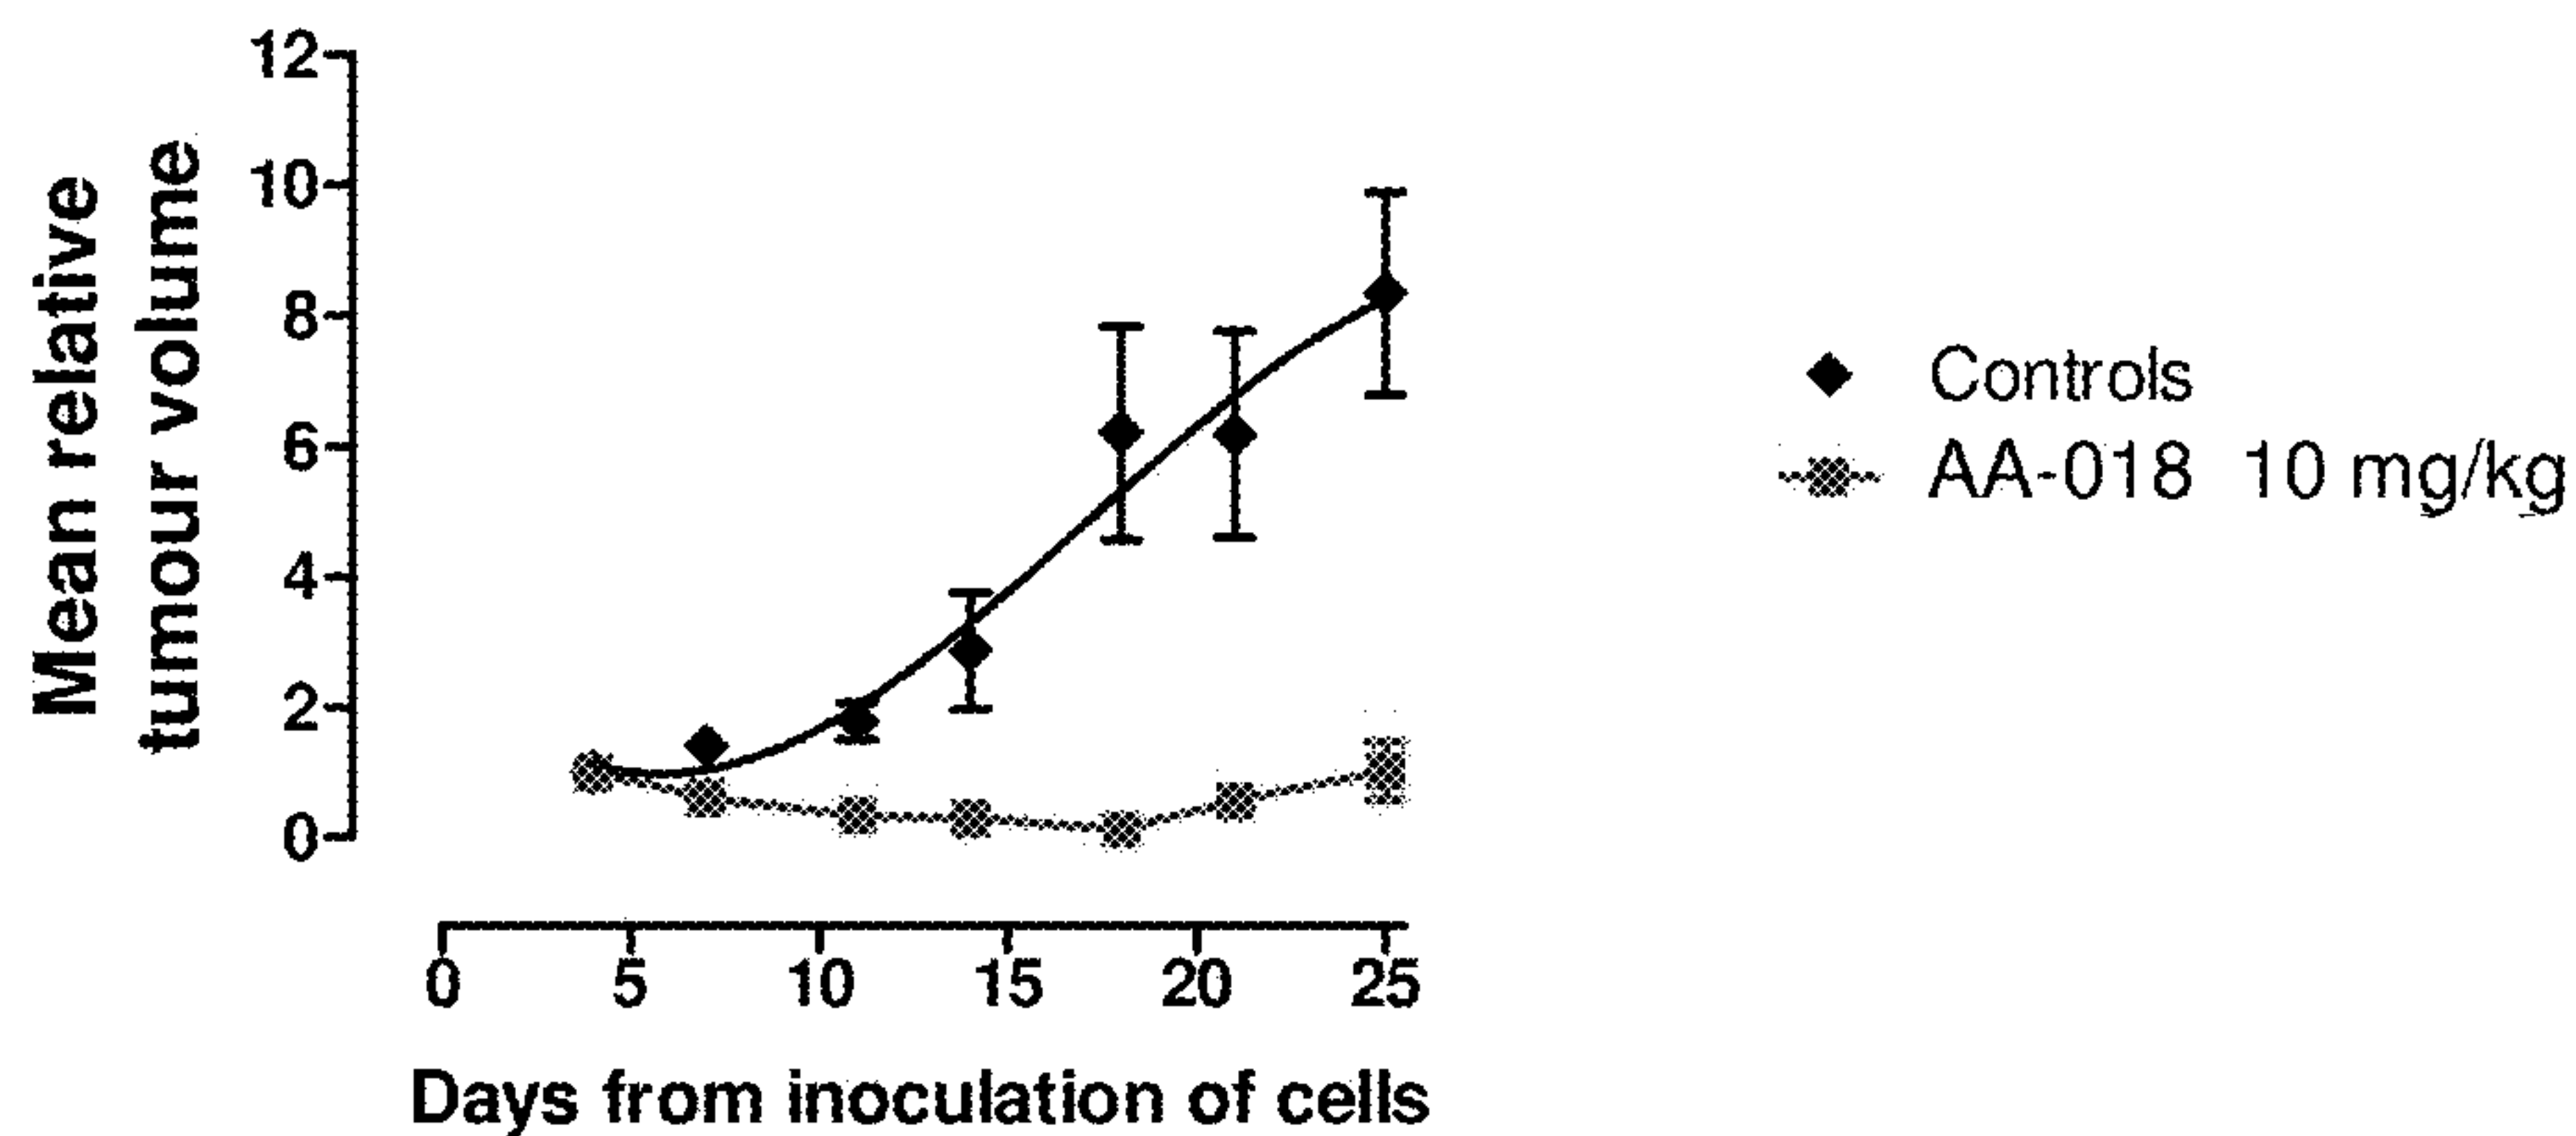 Mean relative
tumour volume
12
10
8
6
4
2
0
0 5 10 15 20 25
Days from inoculation of cells
Controls
AA-018 10 mg/kg